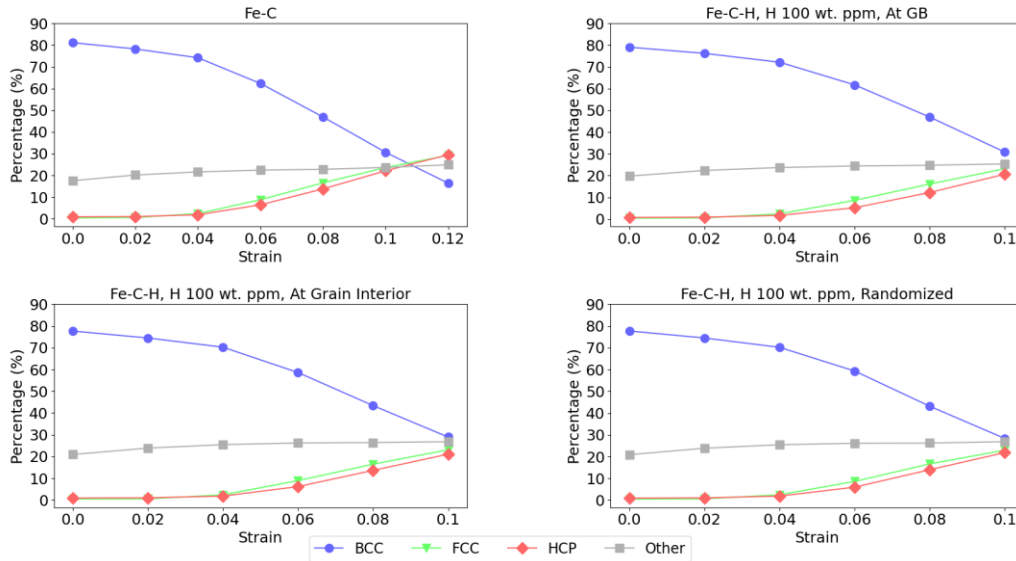 Fe-C
Percentage (%)
90
80
70
60
50
40
30
20
10
0
0.0 0.02 0.04 0.06 0.08 0.1 0.12
Strain
Fe-C-H, H 100 wt. ppm, At GB
Percentage (%)
90
80
70
60
50
40
30
20
10
0
0.0 0.02 0.04 0.06 0.08 0.1
Strain
Fe-C-H, H 100 wt. ppm, At Grain Interior
Percentage (%)
90
80
70
60
50
40
30
20
10
0
0.0 0.02 0.04 0.06 0.08 0.1
Strain
Fe-C-H, H 100 wt. ppm, Randomized
Percentage (%)
90
80
70
60
50
40
30
20
10
0
0.0 0.02 0.04 0.06 0.08 0.1
Strain
BCC FCC HCP Other